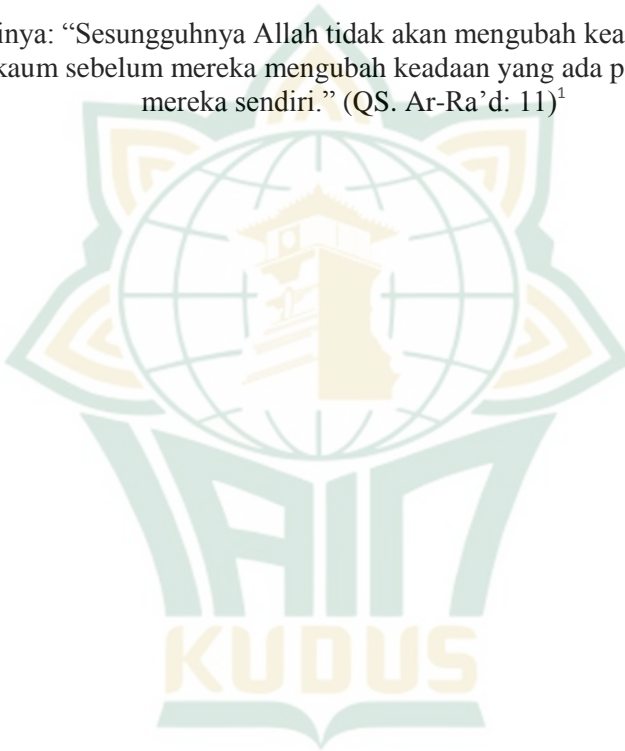 inya: “Sesungguhnya Allah tidak akan mengubah kea
kaum sebelum mereka mengubah keadaan yang ada p
mereka sendiri.” (QS. Ar-Ra’d: 11)¹
IAIN
KUDUS